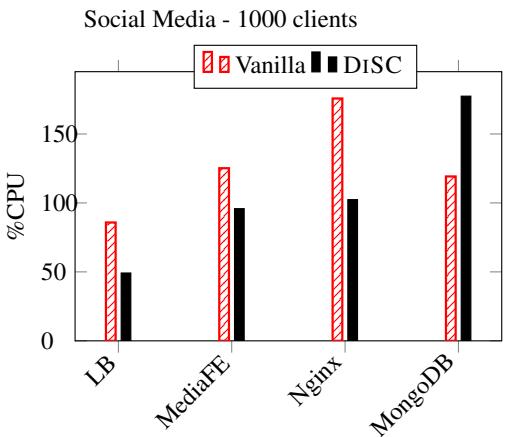 Social Media - 1000 clients
Vanilla DISC
%CPU
150
100
50
0
LB
MediaFE
Nginx
MongoDB